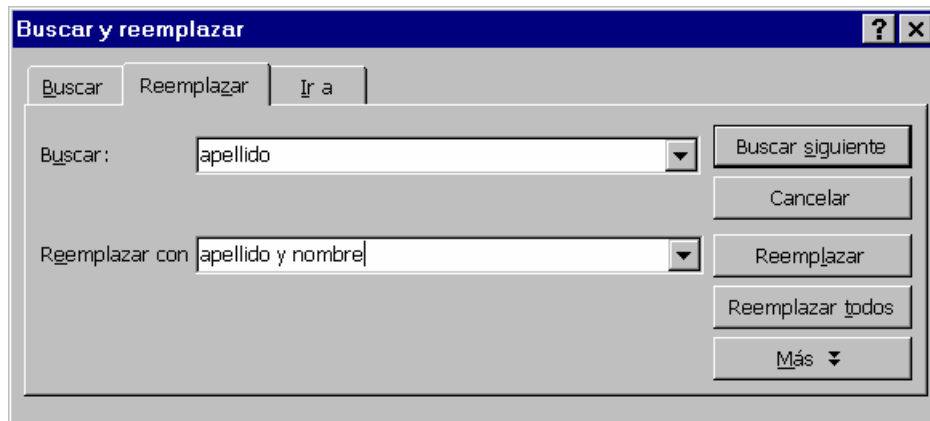 Buscar y reemplazar
Buscar Reemplazar Ir a
Buscar: apellido Buscar siguiente
Cancelar
Reemplazar con apellido y nombre Reemplazar
Reemplazar todos
Más